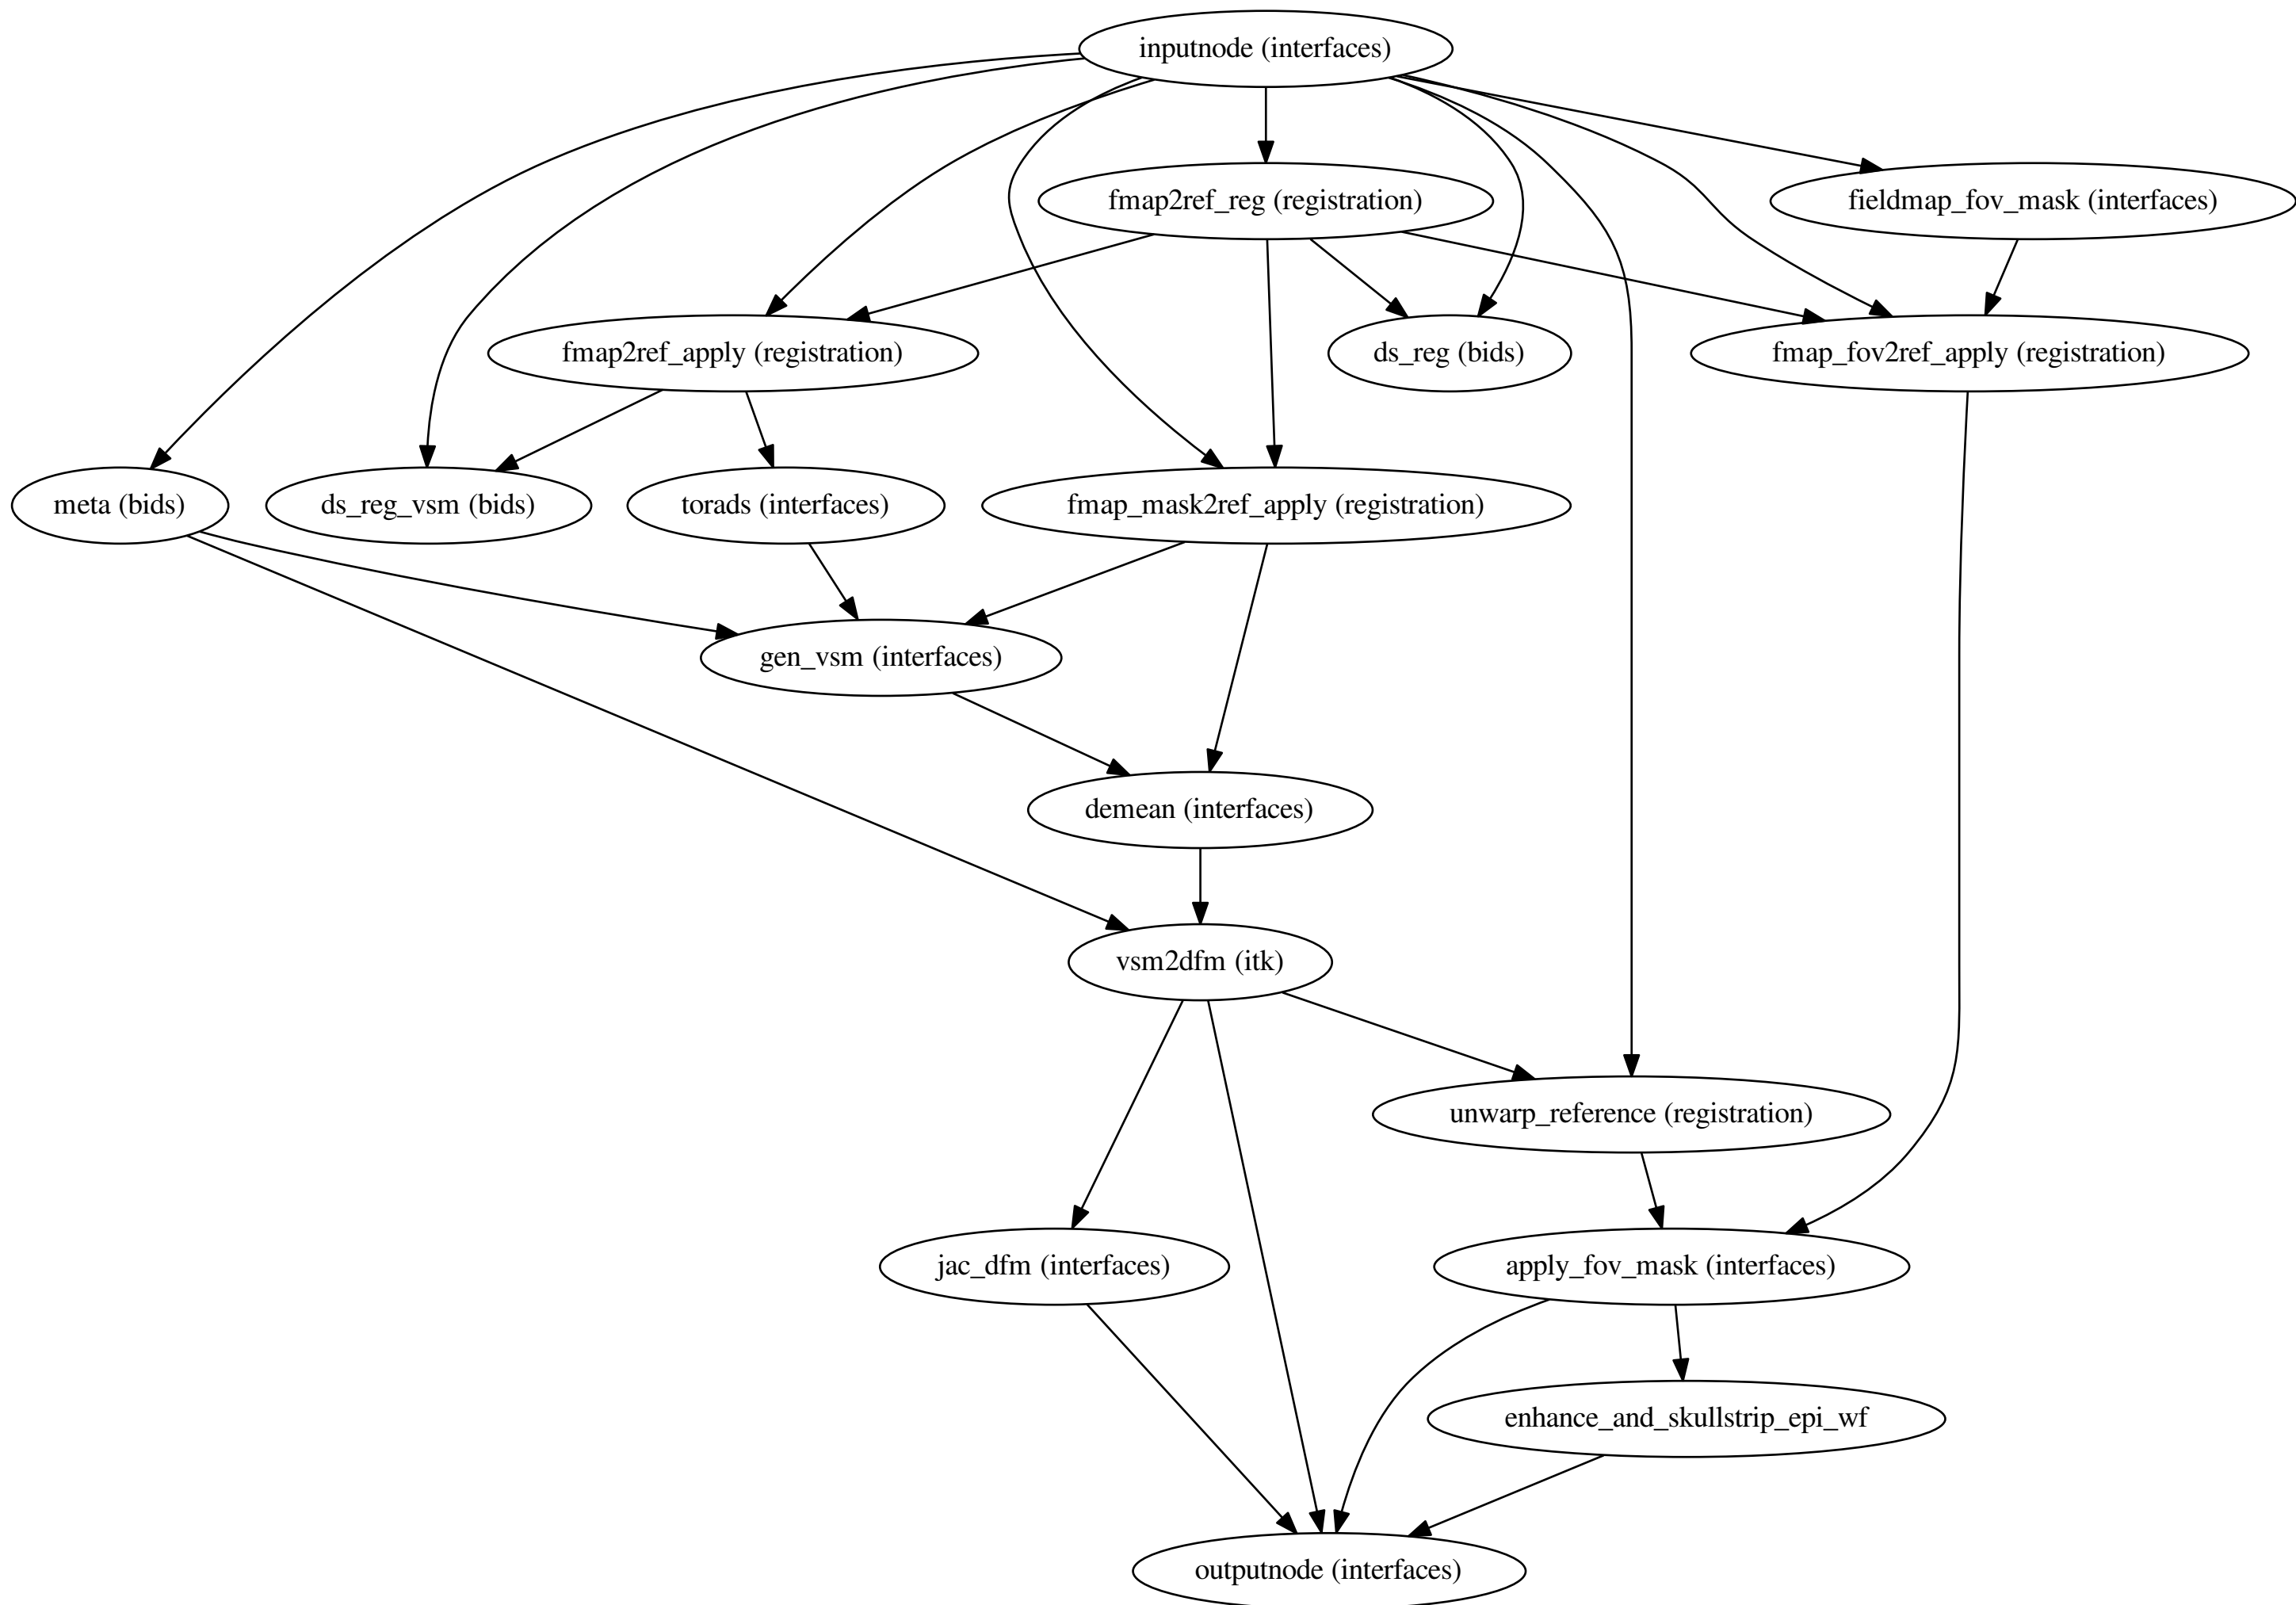 inputnode (interfaces)
fmap2ref_reg (registration)
fieldmap_fov_mask (interfaces)
fmap2ref_apply (registration)
ds_reg (bids)
fmap_fov2ref_apply (registration)
meta (bids)
ds_reg_vsm (bids)
torads (interfaces)
fmap_mask2ref_apply (registration)
gen_vsm (interfaces)
demean (interfaces)
vsm2dfm (itk)
unwarp_reference (registration)
jac_dfm (interfaces)
apply_fov_mask (interfaces)
enhance_and_skullstrip_epi_wf
outputnode (interfaces)